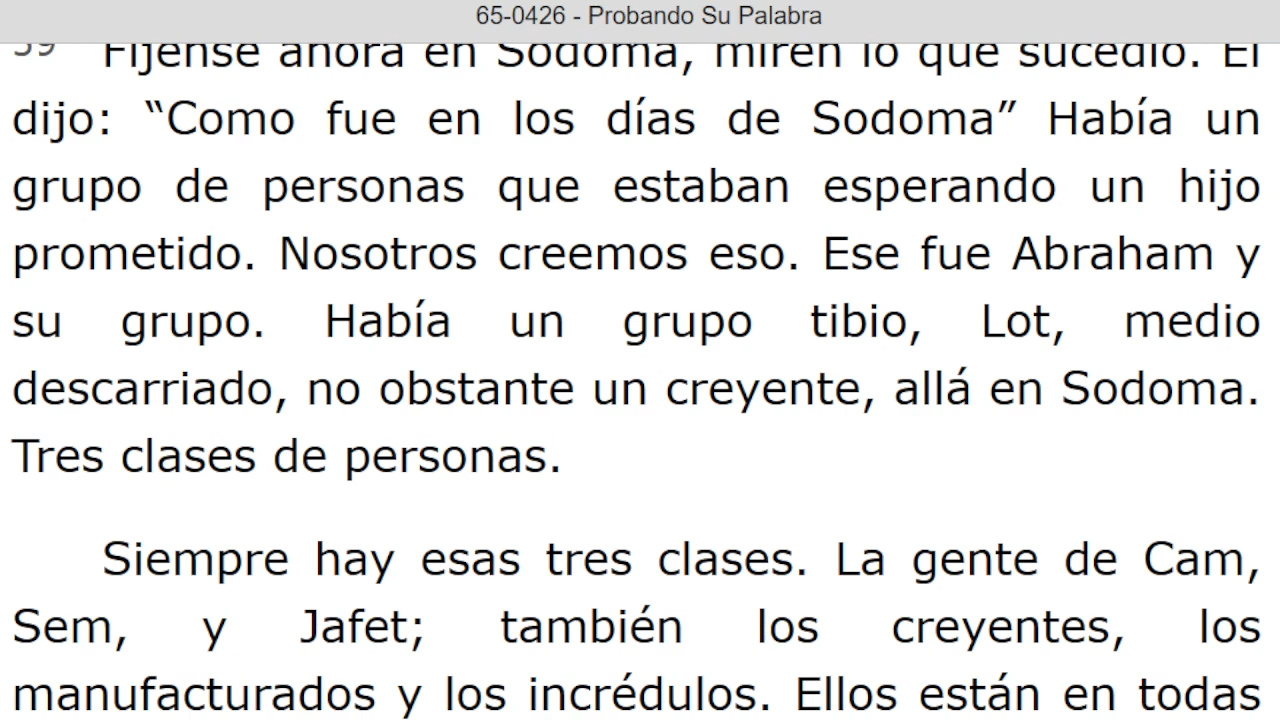 65-0426 - Probando Su Palabra
59 Fíjense ahora en Sodoma, miren lo que sucedió. Él
dijo: “Como fue en los días de Sodoma” Había un
grupo de personas que estaban esperando un hijo
prometido. Nosotros creemos eso. Ese fue Abraham y
su grupo. Había un grupo tibio, Lot, medio
descarriado, no obstante un creyente, allá en Sodoma.
Tres clases de personas.
Siempre hay esas tres clases. La gente de Cam,
Sem, y Jafet; también los creyentes, los
manufacturados y los incrédulos. Ellos están en todas